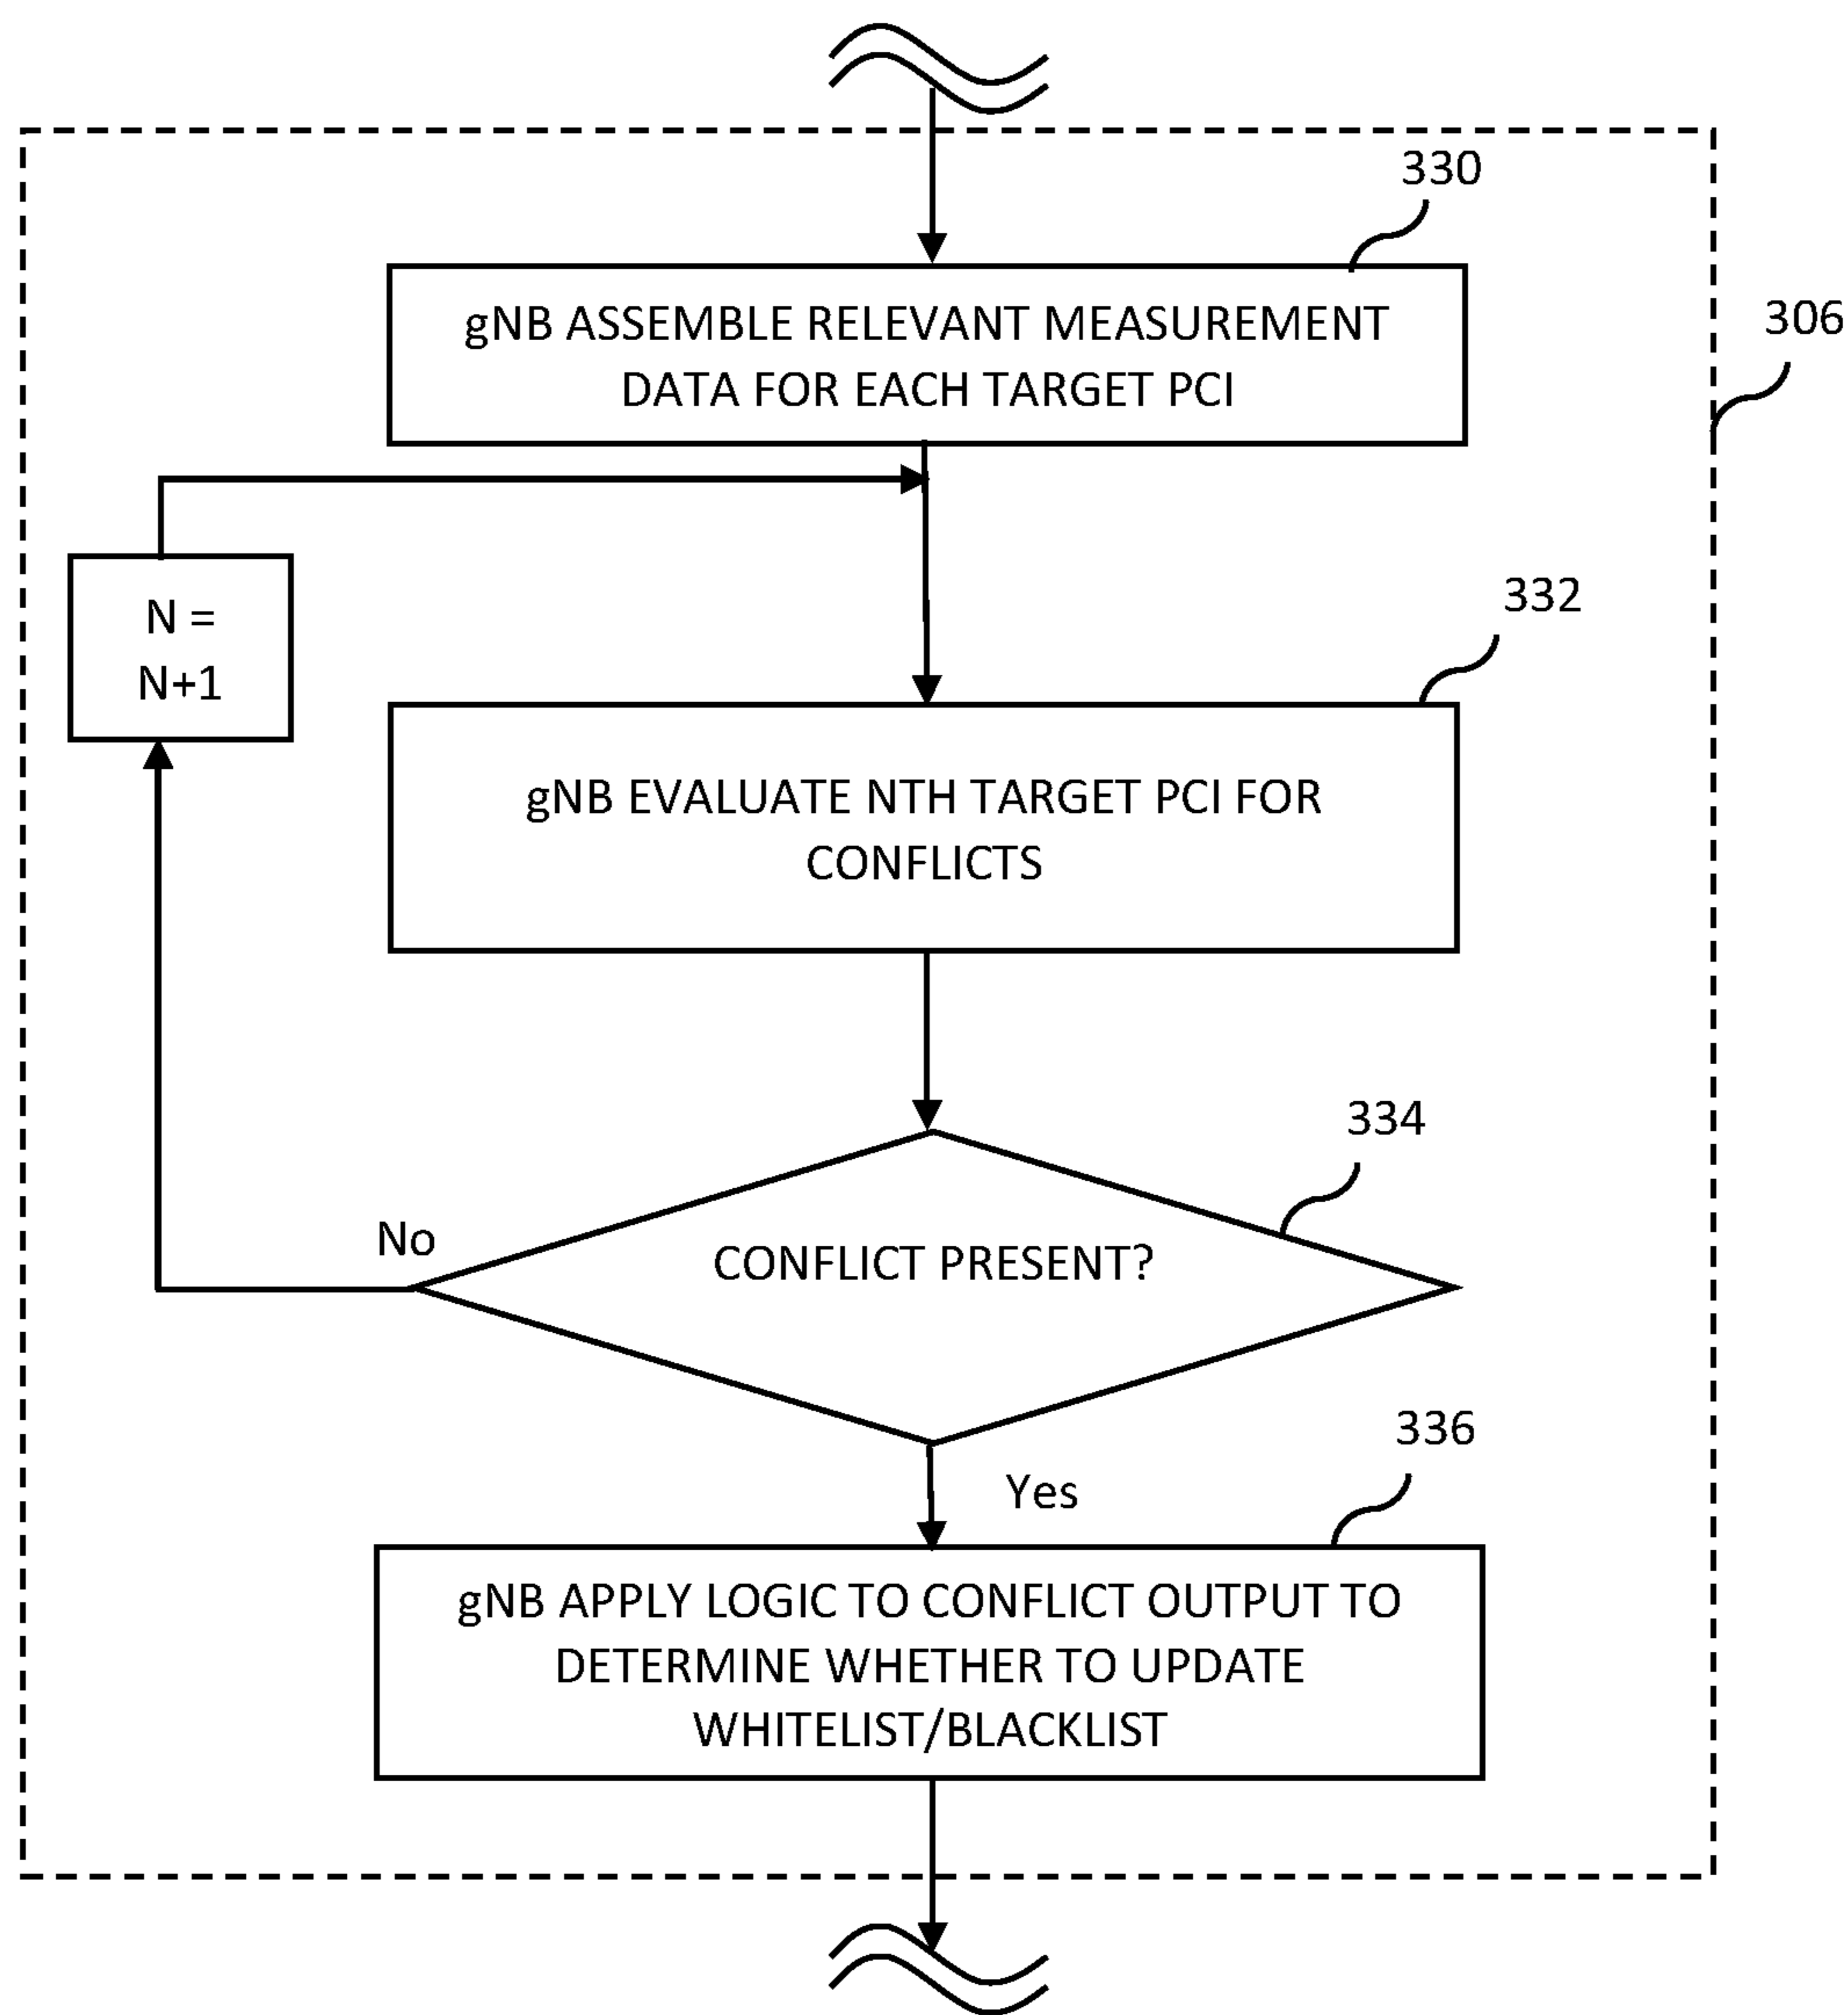 330
gNB ASSEMBLE RELEVANT MEASUREMENT
DATA FOR EACH TARGET PCI
306
N =
N+1
332
gNB EVALUATE NTH TARGET PCI FOR
CONFLICTS
334
No
CONFLICT PRESENT?
336
Yes
gNB APPLY LOGIC TO CONFLICT OUTPUT TO
DETERMINE WHETHER TO UPDATE
WHITELIST/BLACKLIST